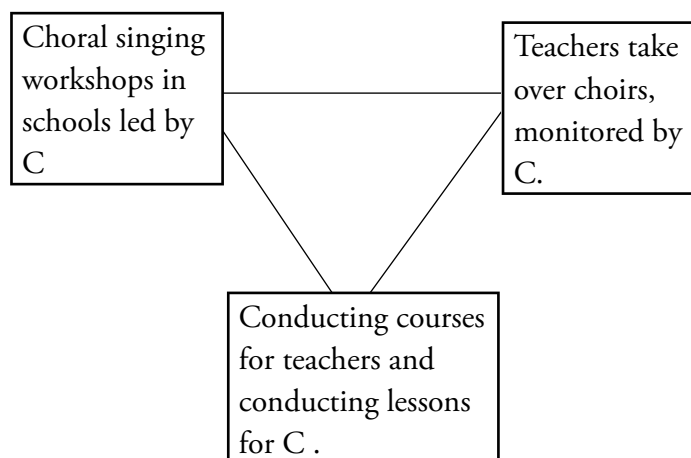 Choral singing
workshops in
schools led by
C
Teachers take
over choirs,
monitored by
C.
Conducting courses
for teachers and
conducting lessons
for C .